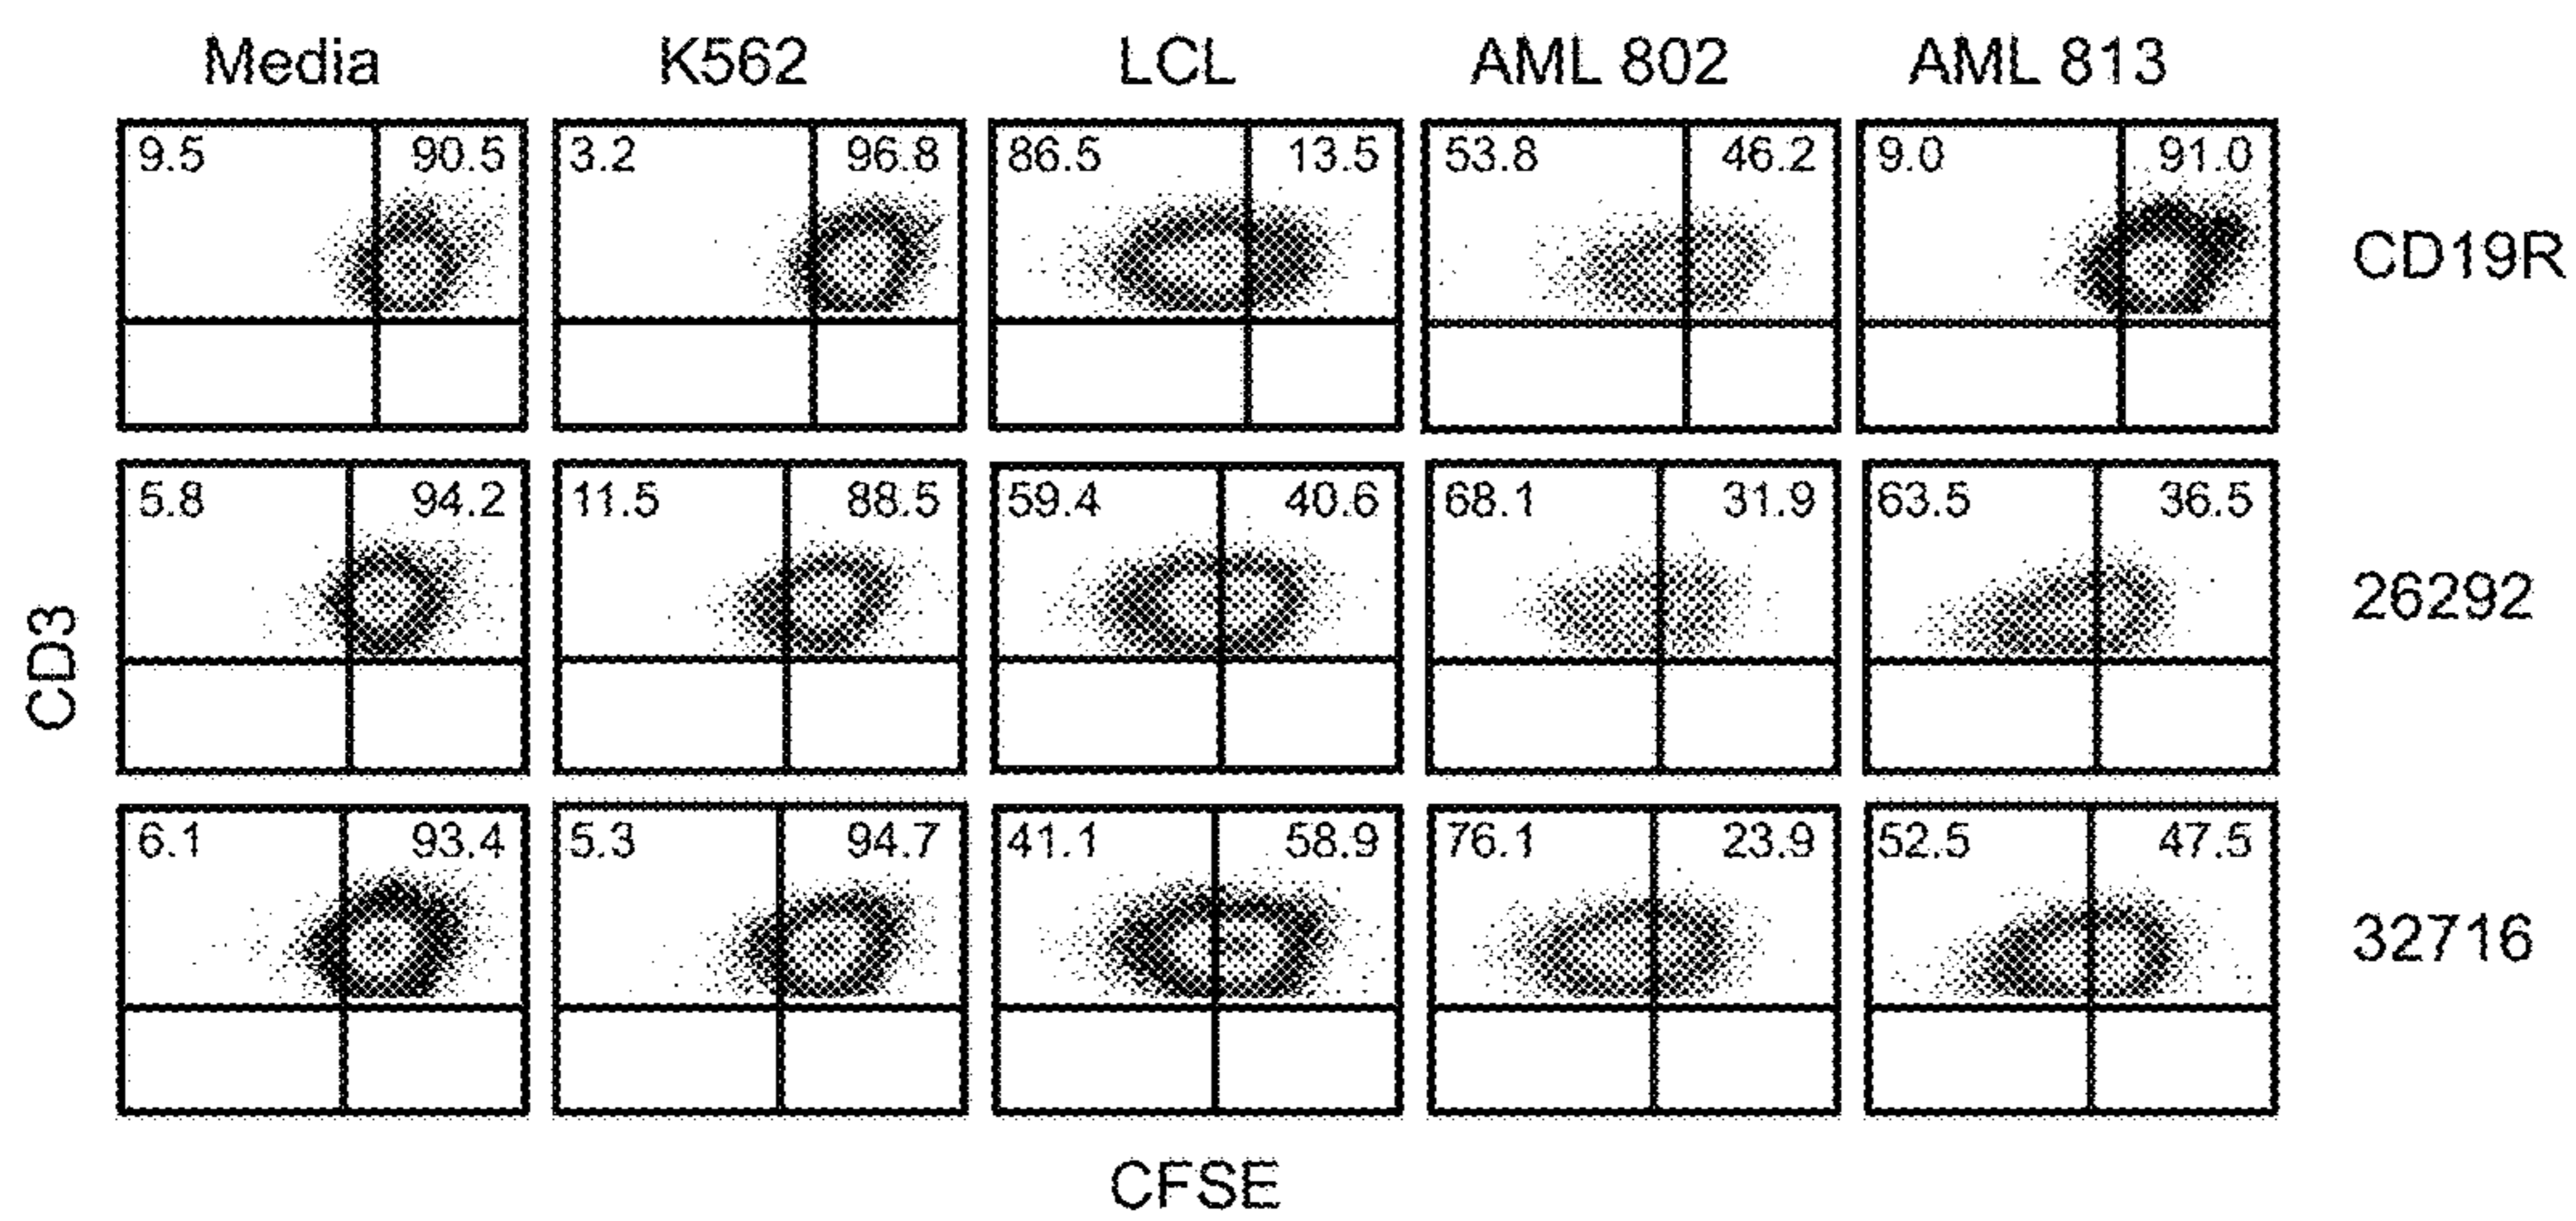 Media K562 LCL AML 802 AML 813
9.5 90.5 3.2 96.8 86.5 13.5 53.8 46.2 9.0 91.0
CD19R
5.8 94.2 11.5 88.5 59.4 40.6 68.1 31.9 63.5 36.5
26292
CD3
6.1 93.4 5.3 94.7 41.1 58.9 76.1 23.9 52.5 47.5
32716
CFSE